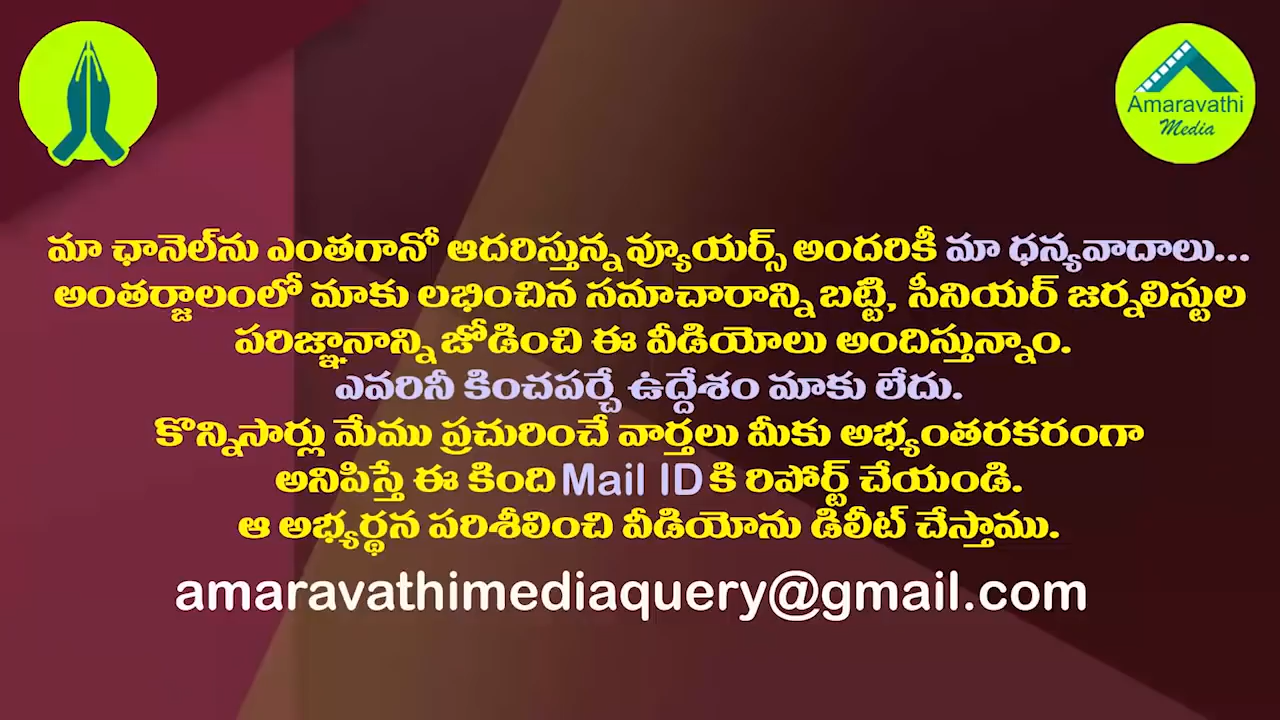 Amaravathi
Media
మా ఛానెల్‌ను ఎంతగానో ఆదరిస్తున్న వ్యూయర్స్ అందరికీ మా ధన్యవాదాలు...
అంతర్జాలంలో మాకు లభించిన సమాచారాన్ని బట్టి, సీనియర్ జర్నలిస్టుల
పరిజ్ఞానాన్ని జోడించి ఈ వీడియోలు అందిస్తున్నాం.
ఎవరినీ కించపర్చే ఉద్దేశం మాకు లేదు.
కొన్నిసార్లు మేము ప్రచురించే వార్తలు మీకు అభ్యంతరకరంగా
అనిపిస్తే ఈ కింది Mail ID కి రిపోర్ట్ చేయండి.
ఆ అభ్యర్థన పరిశీలించి వీడియోను డిలీట్ చేస్తాము.
amaravathimediaquery@gmail.com